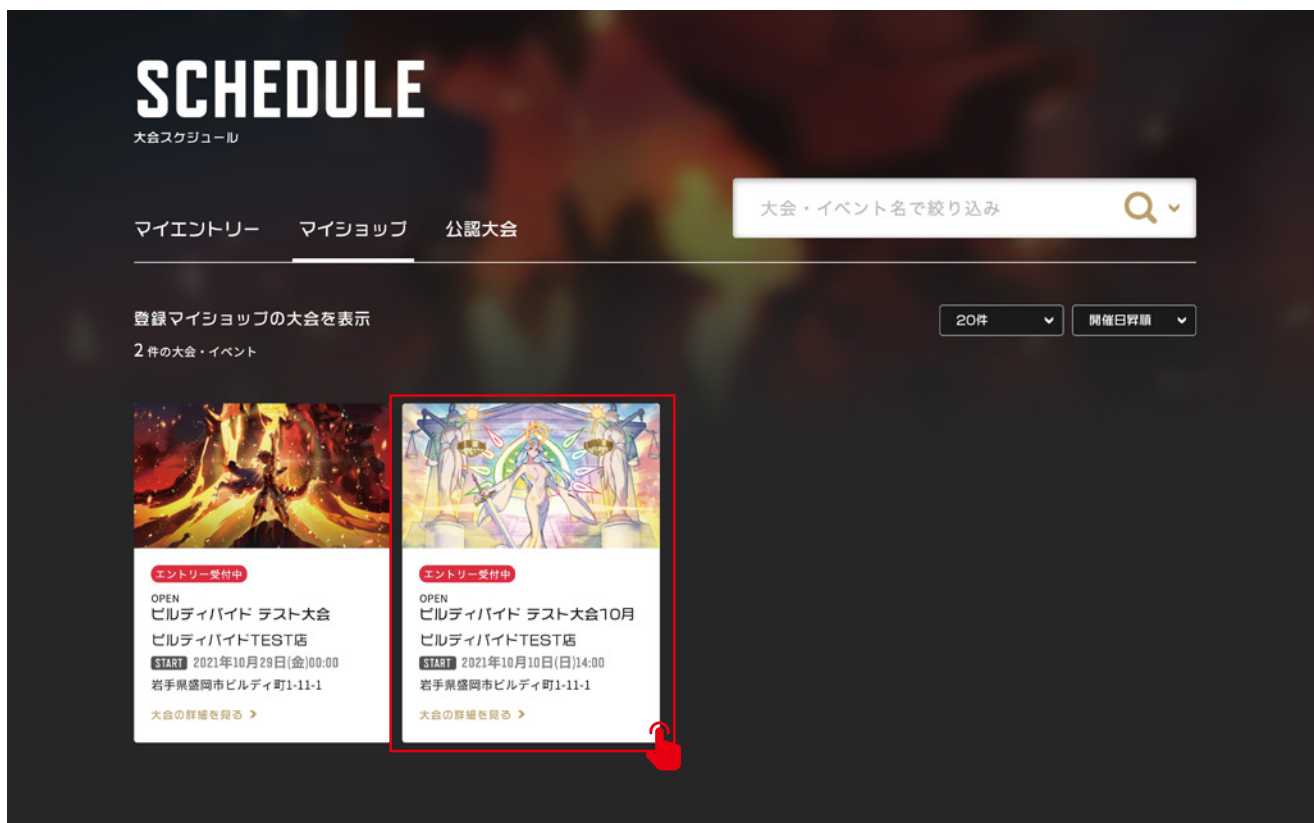 SCHEDULE
大会スケジュール
マイエントリー マイショップ 公認大会
大会・イベント名で絞り込み
登録マイショップの大会を表示
20件 開催日昇順
2 件の大会・イベント
エントリー受付中
OPEN
ビルディバイド テスト大会
ビルディバイドTEST店
START 2021年10月29日(金)00:00
岩手県盛岡市ビルディ町1-11-1
大会の詳細を見る
エントリー受付中
OPEN
ビルディバイド テスト大会10月
ビルディバイドTEST店
START 2021年10月10日(日)14:00
岩手県盛岡市ビルディ町1-11-1
大会の詳細を見る